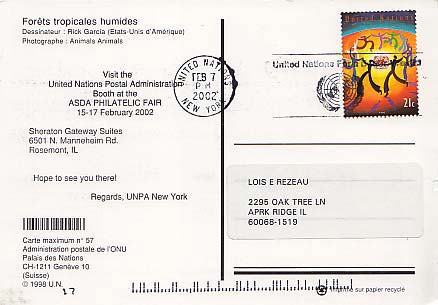 Forêts tropicales humides
Dessinateur : Rick Garcia (Etats-Unis d'Amérique)
Photographe : Animals Animals
Visit the
United Nations Postal Administration
Booth at the
ASDA PHILATELIC FAIR
15-17 February 2002
Sheraton Gateway Suites
6501 N. Mannheim Rd.
Rosemont, IL
Hope to see you there!
Regards, UNPA New York
Carte maximum n° 57
Administration postale de l'ONU
Palais des Nations
CH-1211 Genève 10
(Suisse)
© 1998 U.N.
17
UNITED NATIONS
FEB 7
PM
2002
NEW YORK
United Nations
United Nations
21c
LOIS E REZEAU
2295 OAK TREE LN
APRK RIDGE IL
60068-1519
Imprimé sur papier recyclé